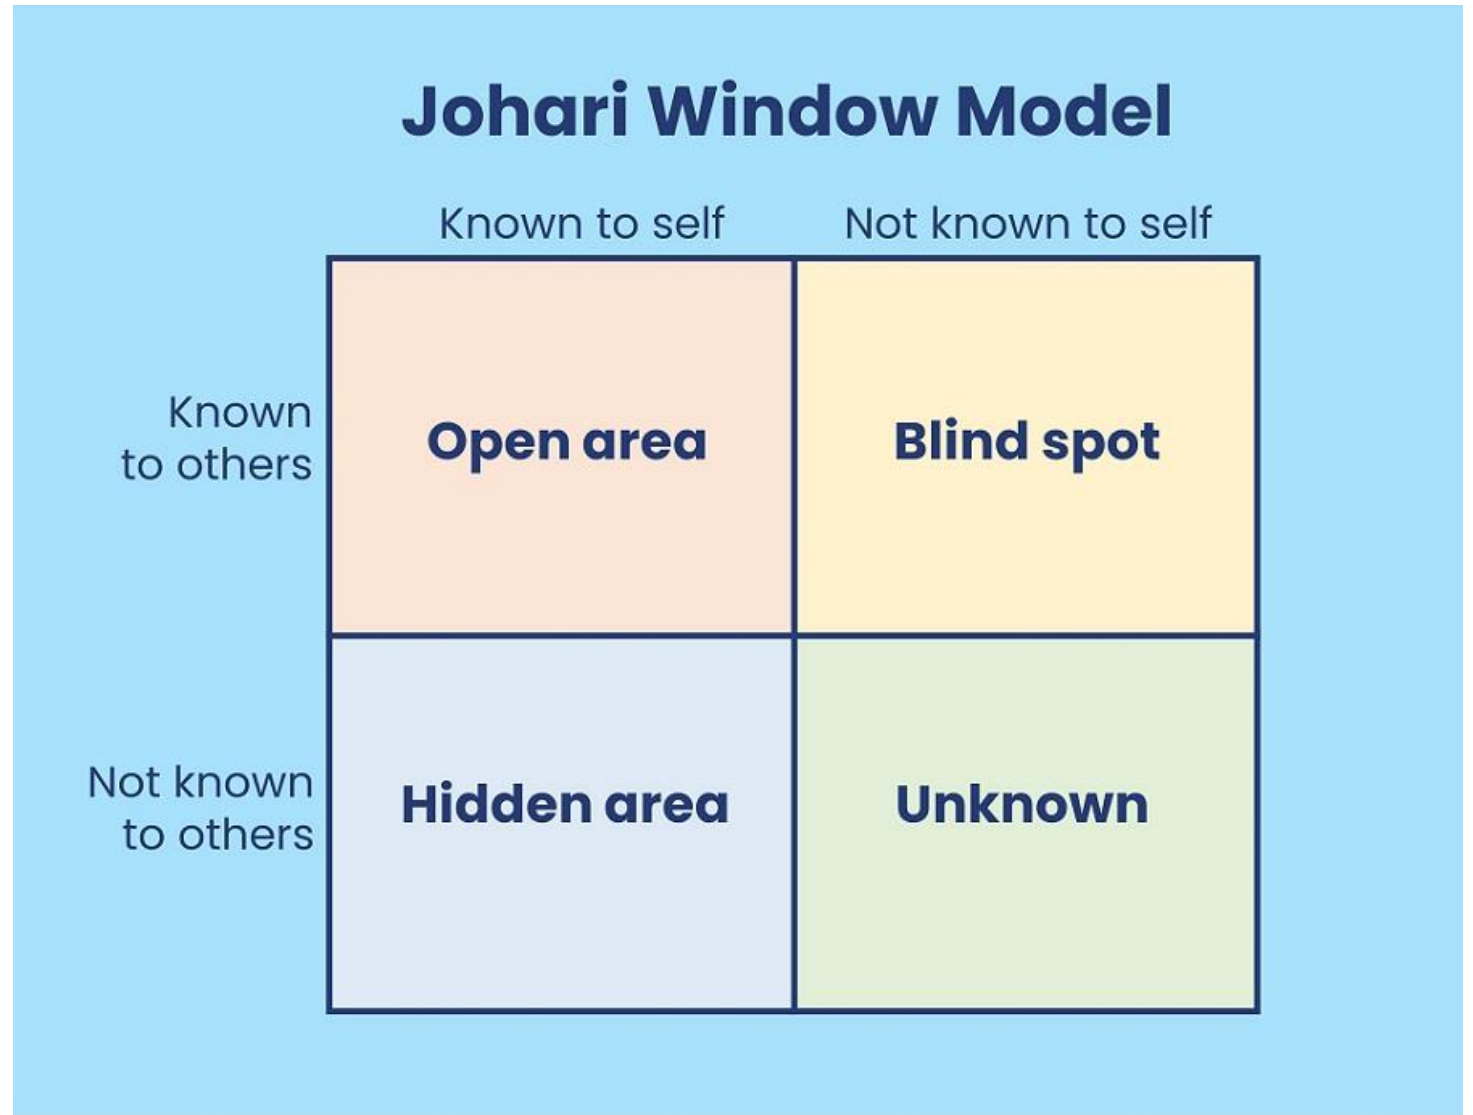 Johari Window Model
Known to self
Not known to self
Known
to others
Open area
Blind spot
Not known
to others
Hidden area
Unknown